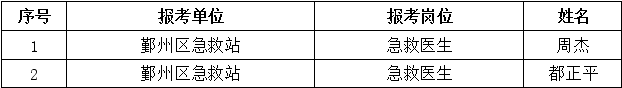 序号 报考单位 报考岗位 姓名
1 鄞州区急救站 急救医生 周杰
2 鄞州区急救站 急救医生 都正平